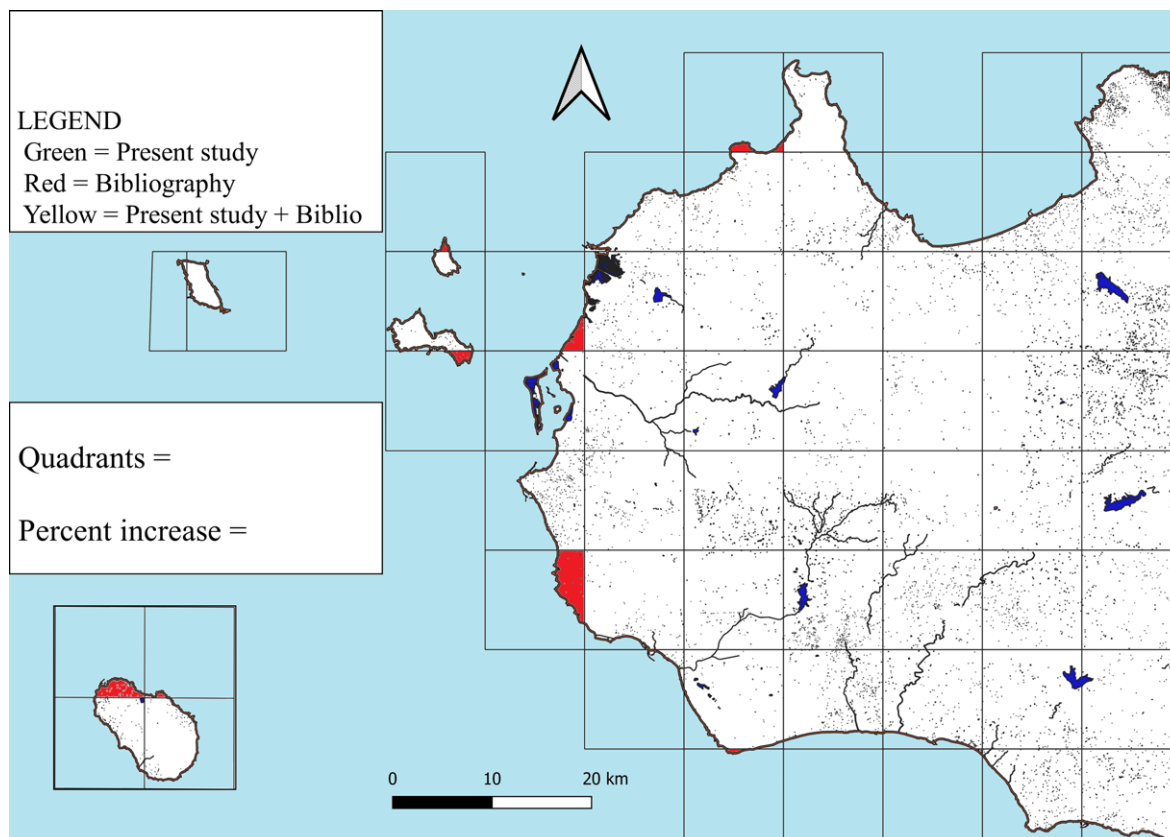 LEGEND
Green = Present study
Red = Bibliography
Yellow = Present study + Biblio
Quadrants =
Percent increase =
0 10 20 km